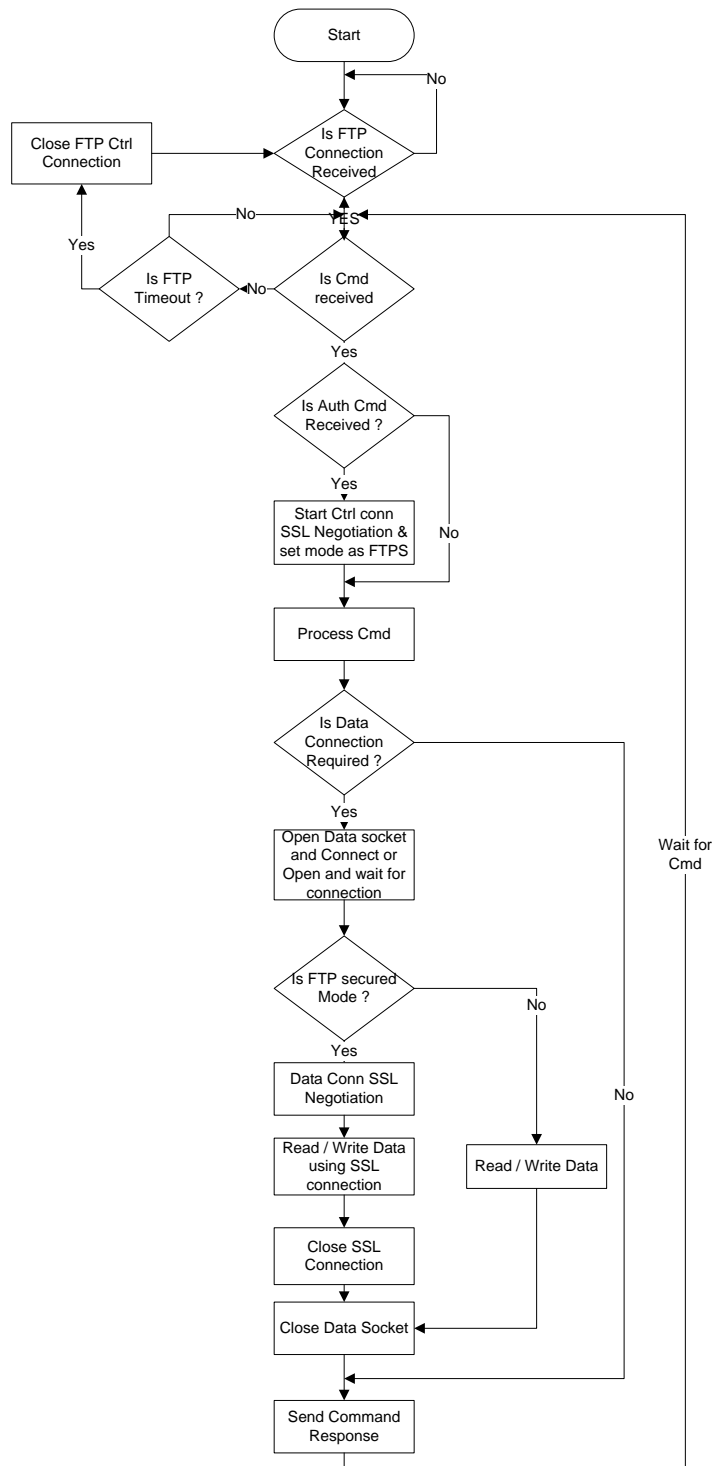 Start
No
Is FTP
Connection
Received
Close FTP Ctrl
Connection
No
YES
Yes
Is FTP
Timeout ?
No
Is Cmd
received
Yes
Is Auth Cmd
Received ?
Yes
Start Ctrl conn
SSL Negotiation &
set mode as FTPS
No
Process Cmd
Is Data
Connection
Required ?
Yes
Open Data socket
and Connect or
Open and wait for
connection
Wait for
Cmd
Is FTP secured
Mode ?
No
Yes
Data Conn SSL
Negotiation
No
Read / Write Data
using SSL
connection
Read / Write Data
Close SSL
Connection
Close Data Socket
Send Command
Response